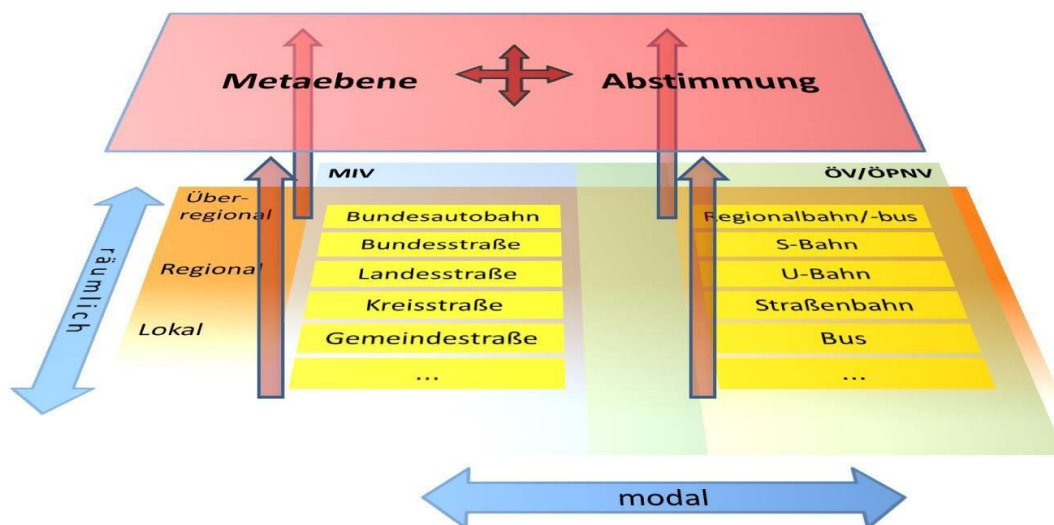 Metaebene
Abstimmung
MIV
ÖV/ÖPNV
Über-
regional
Regional
Lokal
räumlich
Bundesautobahn
Bundesstraße
Landesstraße
Kreisstraße
Gemeindestraße
...
Regionalbahn/-bus
S-Bahn
U-Bahn
Straßenbahn
Bus
...
modal